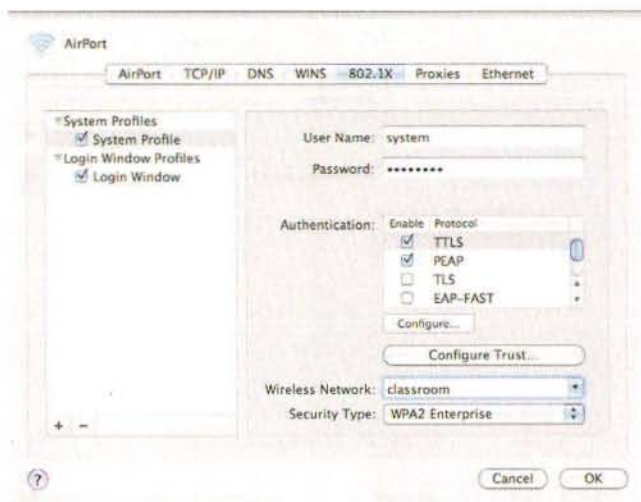 AirPort
AirPort TCP/IP DNS WINS 802.1X Proxies Ethernet
System Profiles
System Profile
Login Window Profiles
Login Window
+ -
User Name: system
Password: ••••••••
Authentication: Enable Protocol
TTLS
PEAP
TLS
EAP-FAST
Configure...
Configure Trust...
Wireless Network: classroom
Security Type: WPA2 Enterprise
?
Cancel OK